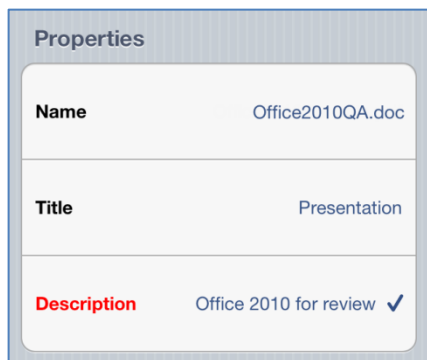 Properties
Name Office2010QA.doc
Title Presentation
Description Office 2010 for review ✓